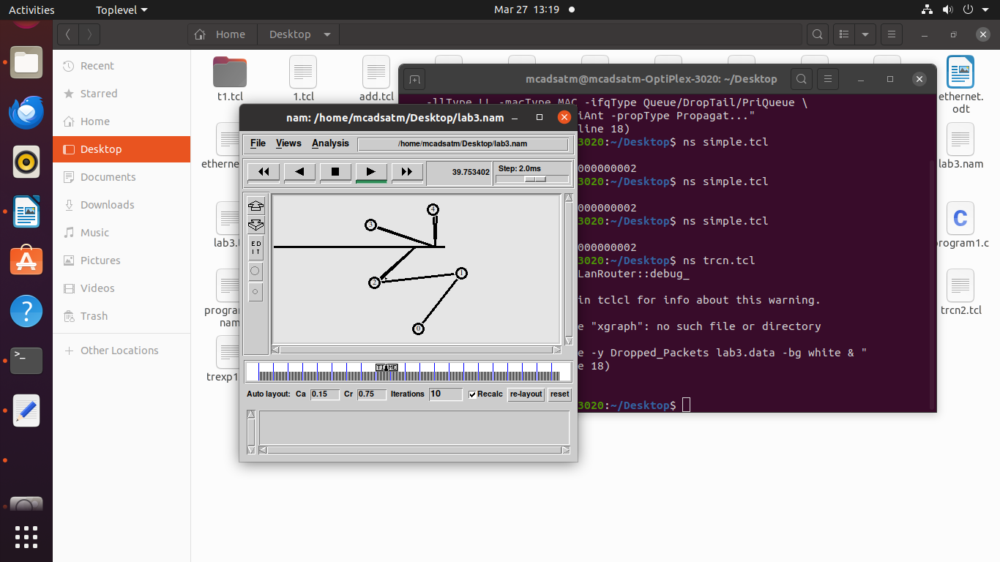 Activities
Toplevel
Mar 27 13:19
Home
Desktop
Recent
Starred
Home
Desktop
Documents
Downloads
Music
Pictures
Videos
Trash
Other Locations
t1.tcl
1.tcl
add.tcl
ethernet.
odt
lab3.nam
program1.c
trcn2.tcl
etherne
lab3.
progran
nam
trexp1
mcadsatm@mcadsatm-OptiPlex-3020: ~/Desktop
-llType LL -macType MAC -ifqType Queue/DropTail/PriQueue \
iAnt -propType Propagat..."
line 18)
3020:~/Desktop$ ns simple.tcl
000000002
3020:~/Desktop$ ns simple.tcl
000000002
3020:~/Desktop$ ns simple.tcl
000000002
3020:~/Desktop$ ns trcn.tcl
LanRouter::debug_
in tclcl for info about this warning.
e "xgraph": no such file or directory
e -y Dropped_Packets lab3.data -bg white & "
e 18)
3020:~/Desktop$
nam: /home/mcadsatm/Desktop/lab3.nam
File Views Analysis /home/mcadsatm/Desktop/lab3.nam
39.753402
Step: 2.0ms
ED
IT
4
3
2
1
0
TIME
Auto layout: Ca 0.15 Cr 0.75 Iterations 10 Recalc re-layout reset